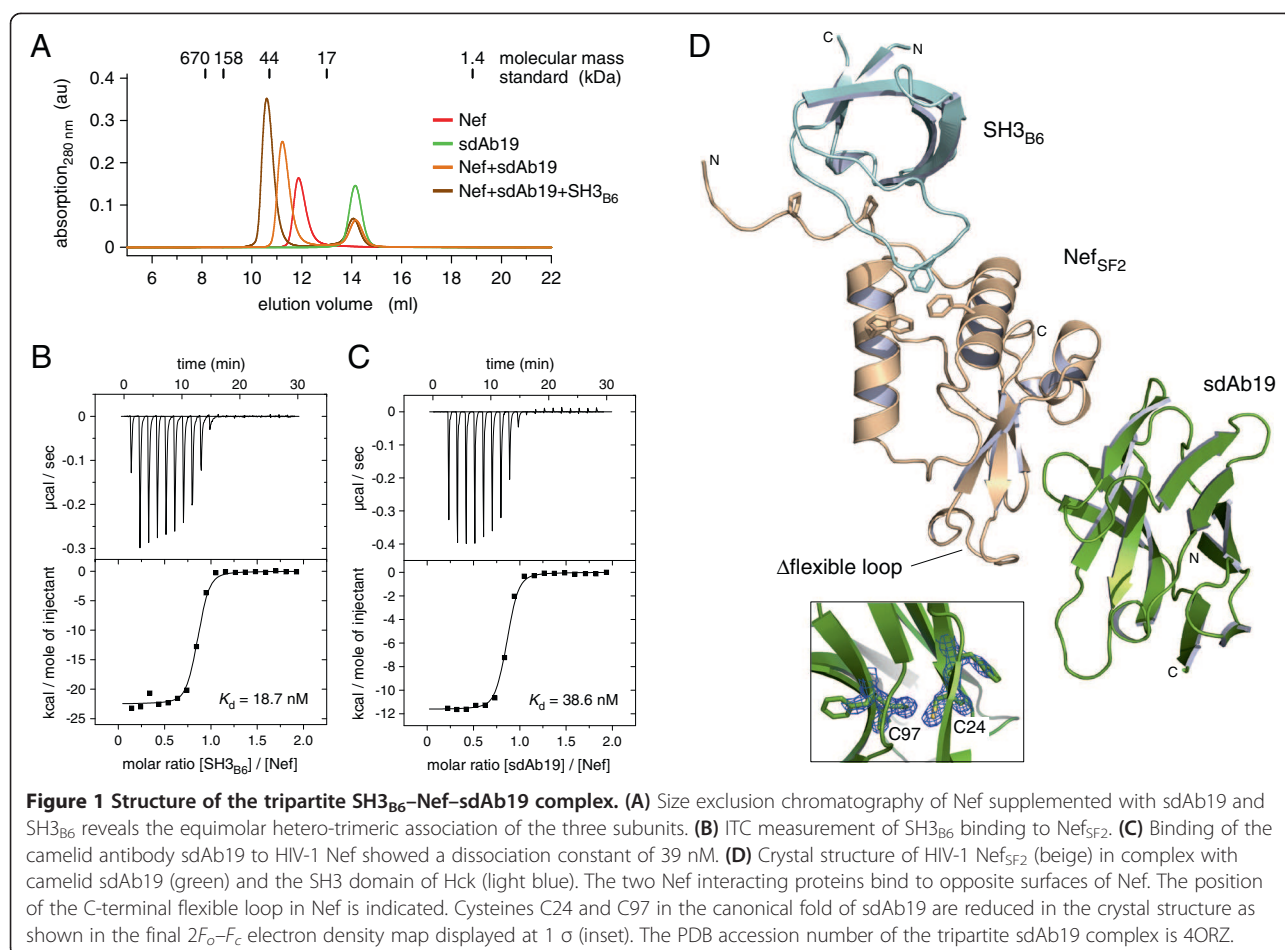 A
670 158 44 17 1.4 molecular mass
standard (kDa)
absorption280 nm (au)
0.4
0.3
0.2
0.1
0
Nef
sdAb19
Nef+sdAb19
Nef+sdAb19+SH3B6
6 8 10 12 14 16 18 20 22
elution volume (ml)
B
time (min)
0 10 20 30
0
-0.1
-0.2
-0.3
µcal / sec
0
-5
-10
-15
-20
-25
kcal / mole of injectant
Kd = 18.7 nM
0.0 0.5 1.0 1.5 2.0
molar ratio [SH3B6] / [Nef]
C
time (min)
0 10 20 30
0
-0.1
-0.2
-0.3
-0.4
µcal / sec
0
-2
-4
-6
-8
-10
-12
kcal / mole of injectant
Kd = 38.6 nM
0.0 0.5 1.0 1.5 2.0
molar ratio [sdAb19] / [Nef]
D
C
N
SH3B6
N
NefSF2
C
sdAb19
Δflexible loop
N
C
C97
C24
Figure 1 Structure of the tripartite SH3B6–Nef–sdAb19 complex. (A) Size exclusion chromatography of Nef supplemented with sdAb19 and
SH3B6 reveals the equimolar hetero-trimeric association of the three subunits. (B) ITC measurement of SH3B6 binding to NefSF2. (C) Binding of the
camelid antibody sdAb19 to HIV-1 Nef showed a dissociation constant of 39 nM. (D) Crystal structure of HIV-1 NefSF2 (beige) in complex with
camelid sdAb19 (green) and the SH3 domain of Hck (light blue). The two Nef interacting proteins bind to opposite surfaces of Nef. The position
of the C-terminal flexible loop in Nef is indicated. Cysteines C24 and C97 in the canonical fold of sdAb19 are reduced in the crystal structure as
shown in the final 2Fo–Fc electron density map displayed at 1 σ (inset). The PDB accession number of the tripartite sdAb19 complex is 4ORZ.